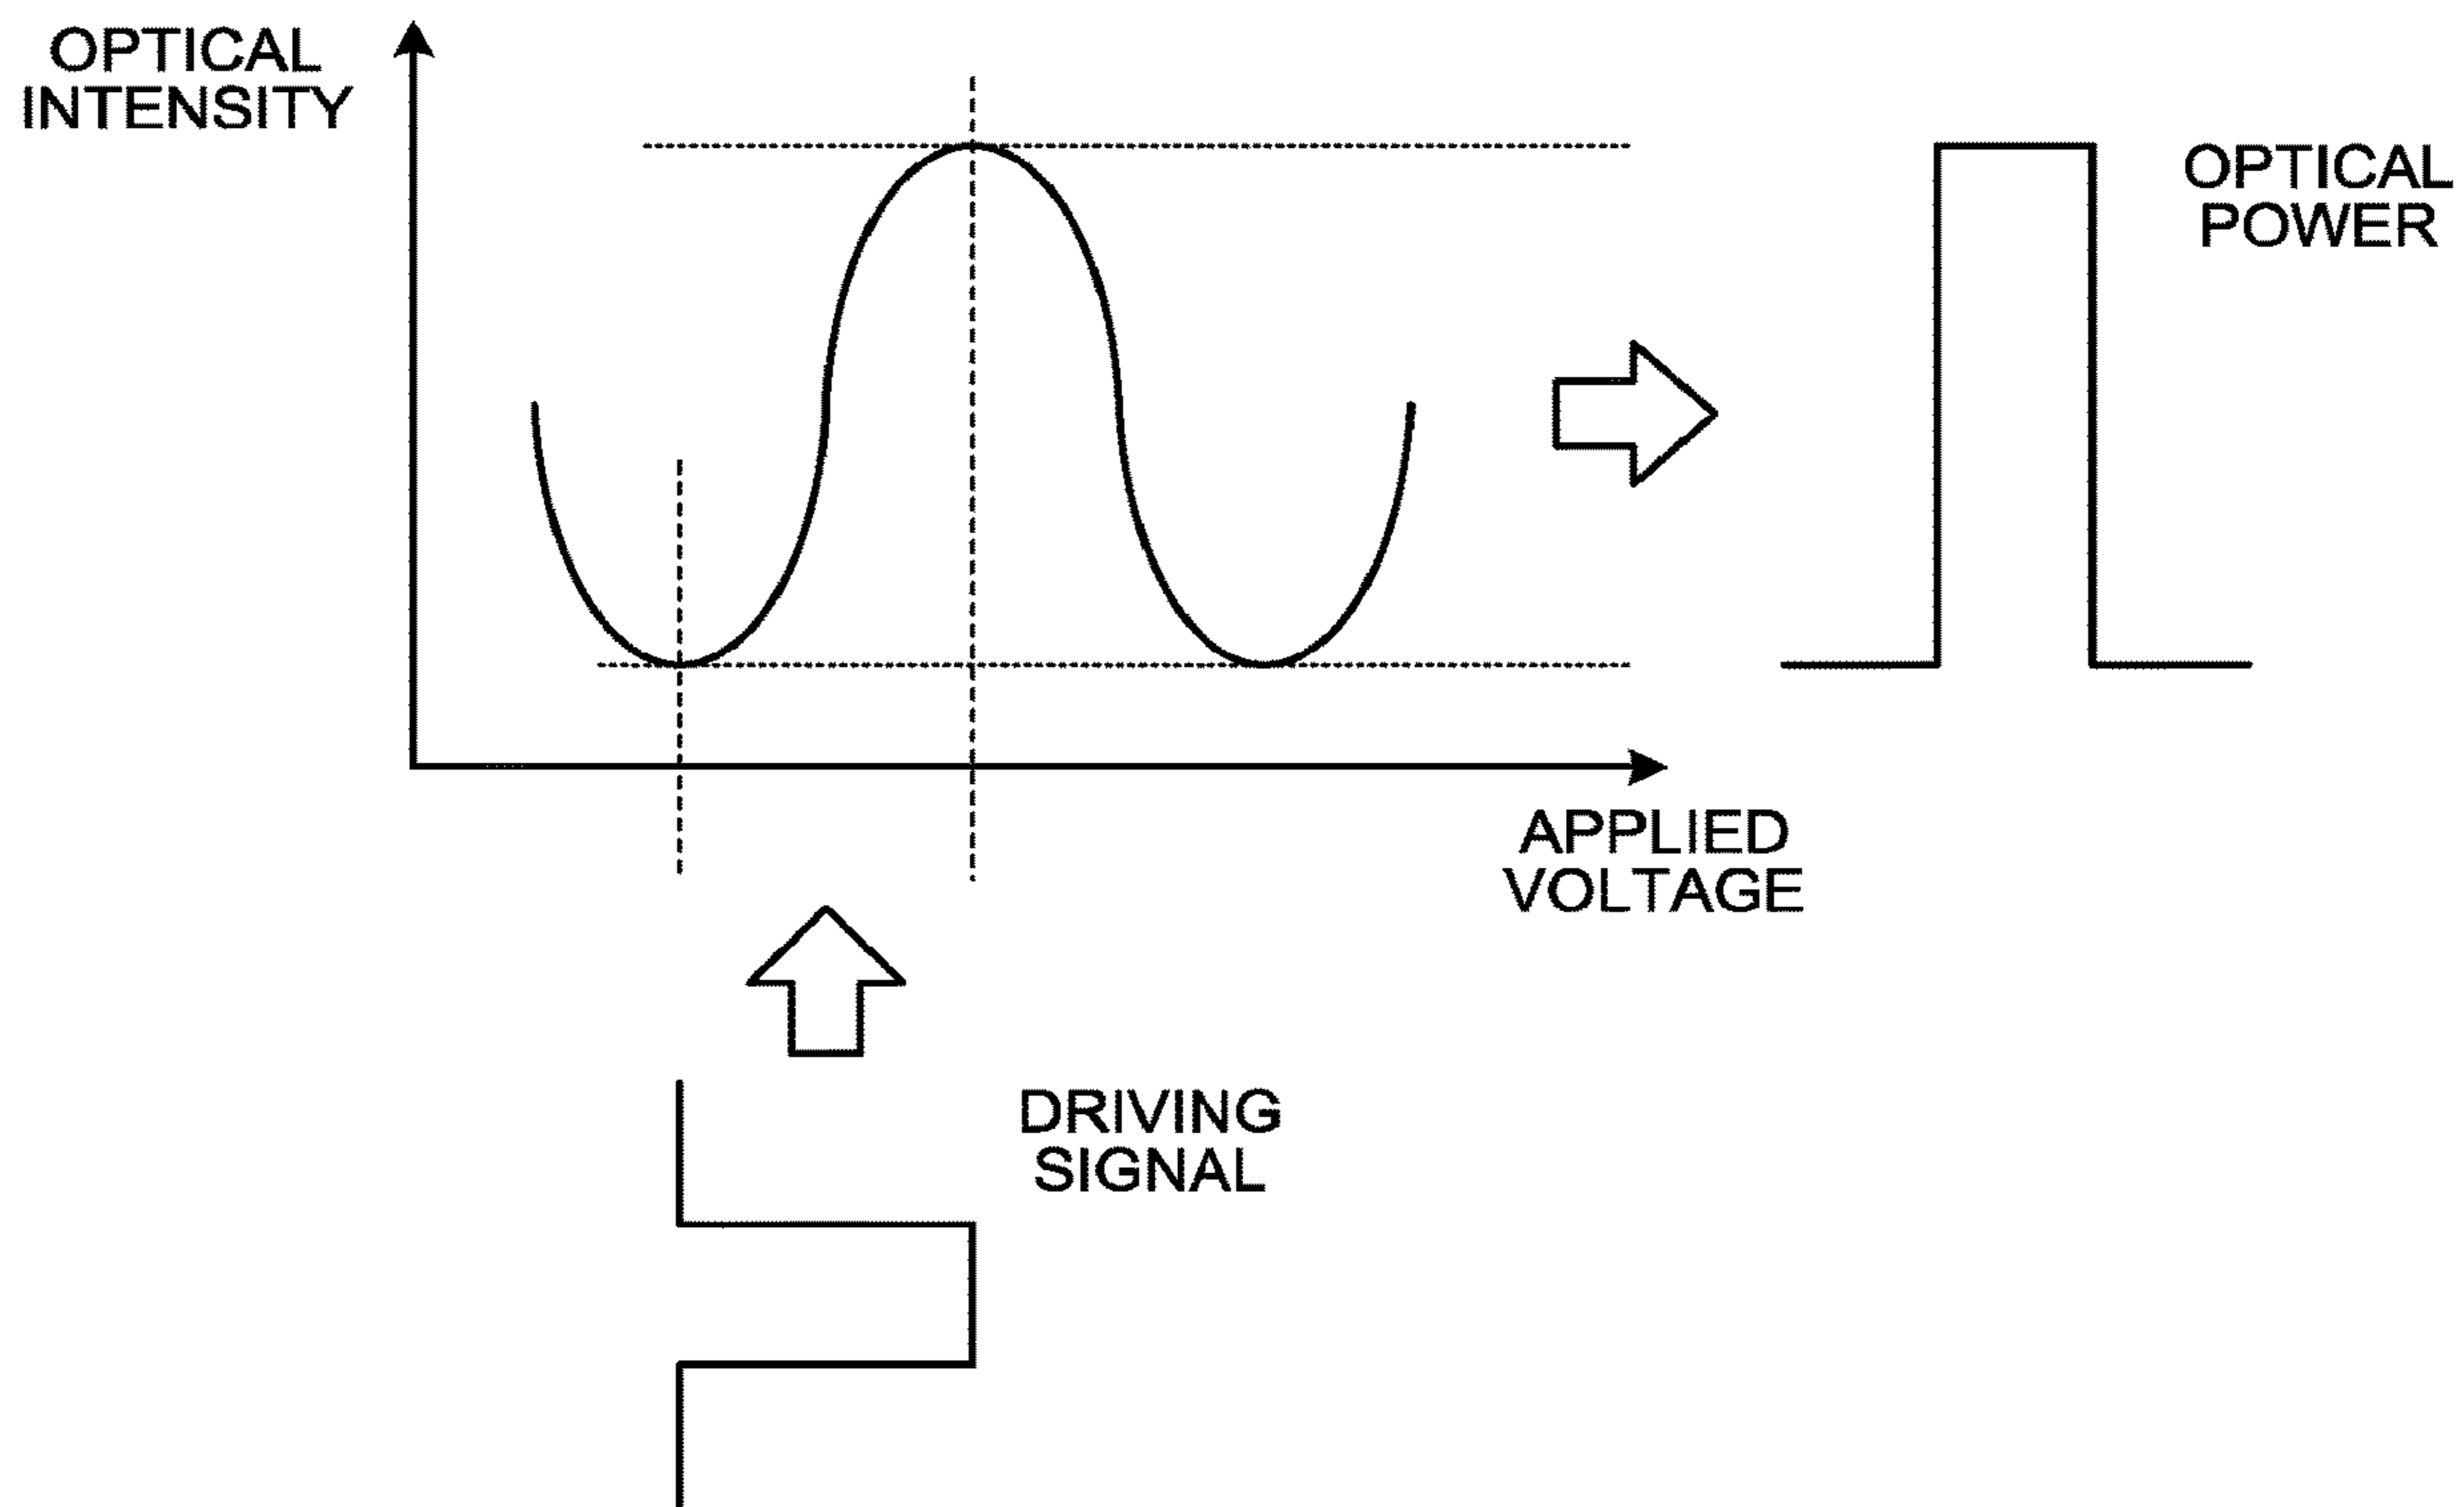 OPTICAL
INTENSITY
OPTICAL
POWER
APPLIED
VOLTAGE
DRIVING
SIGNAL